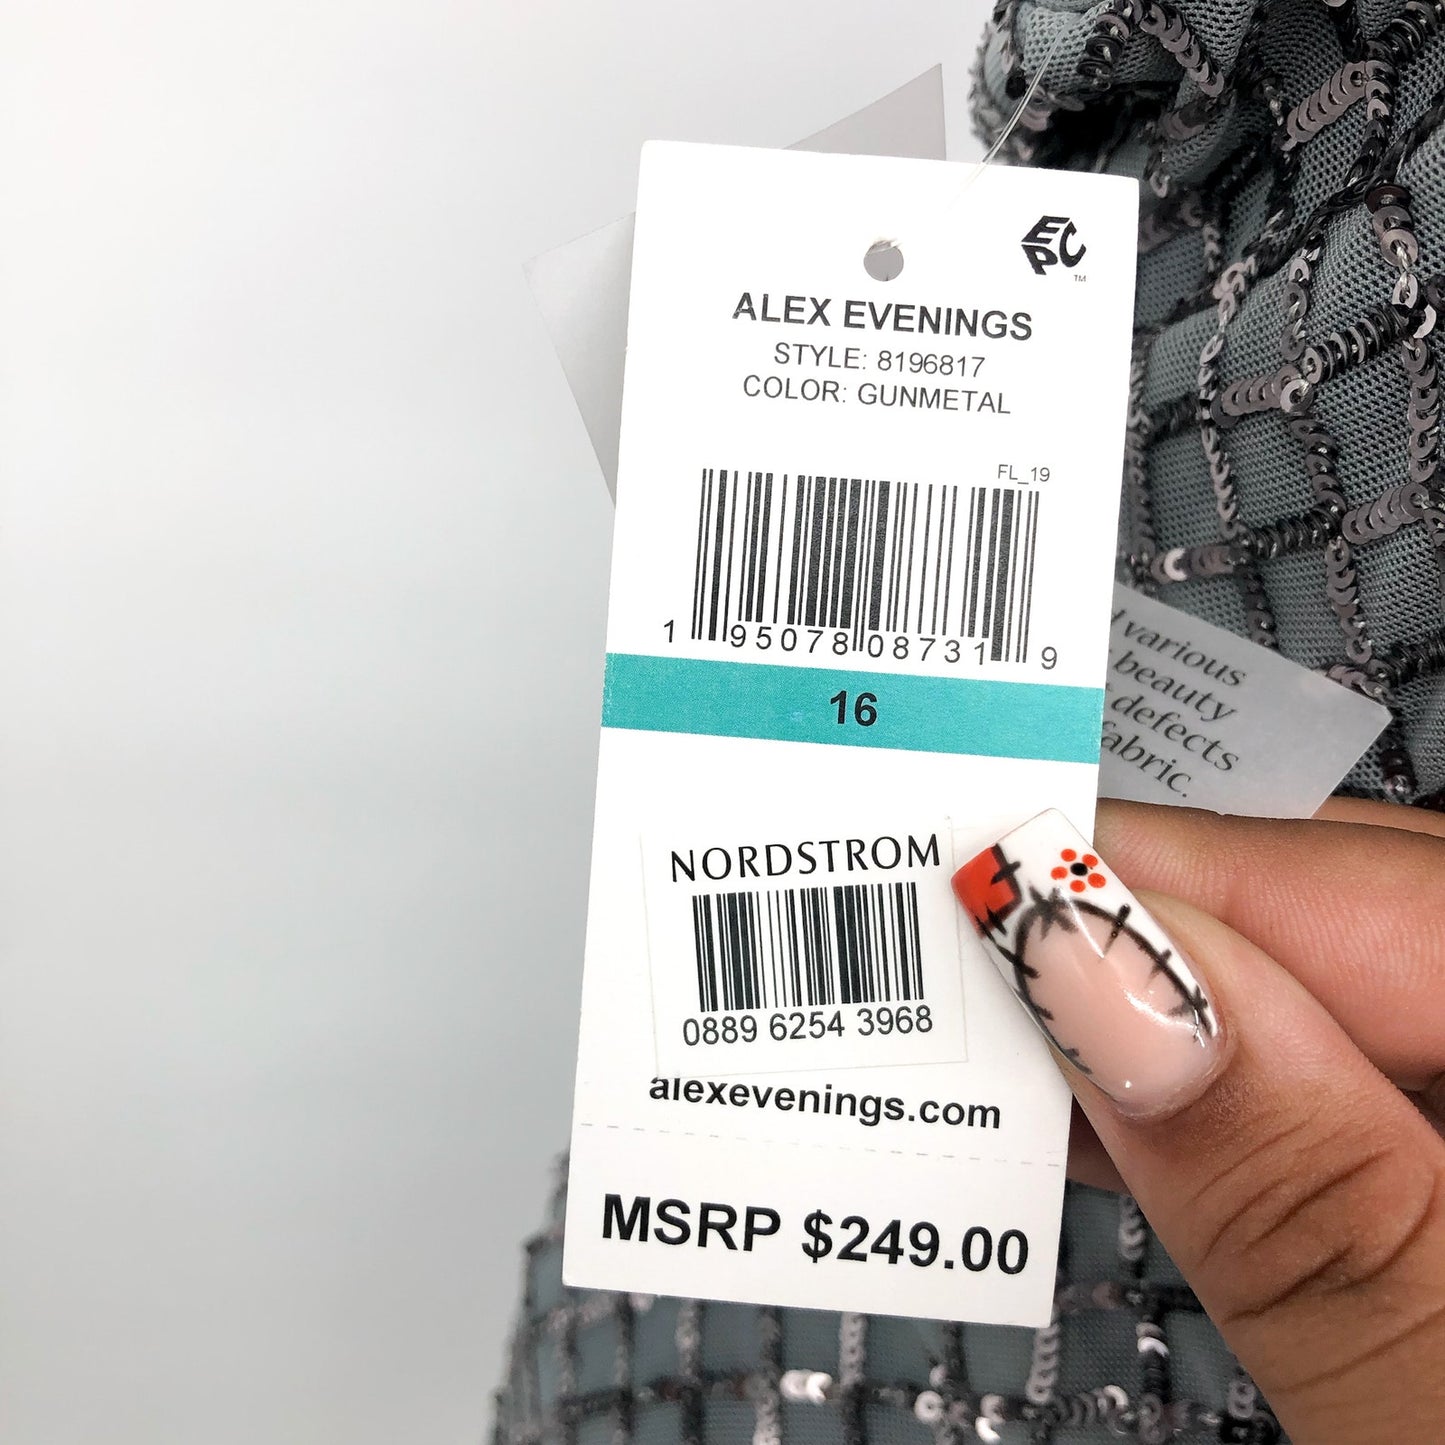 EPC™
ALEX EVENINGS
STYLE: 8196817
COLOR: GUNMETAL
FL_19
1 95078 08731 9
16
NORDSTROM
0889 6254 3968
alexevenings.com
MSRP $249.00
various
beauty
defects
fabric.